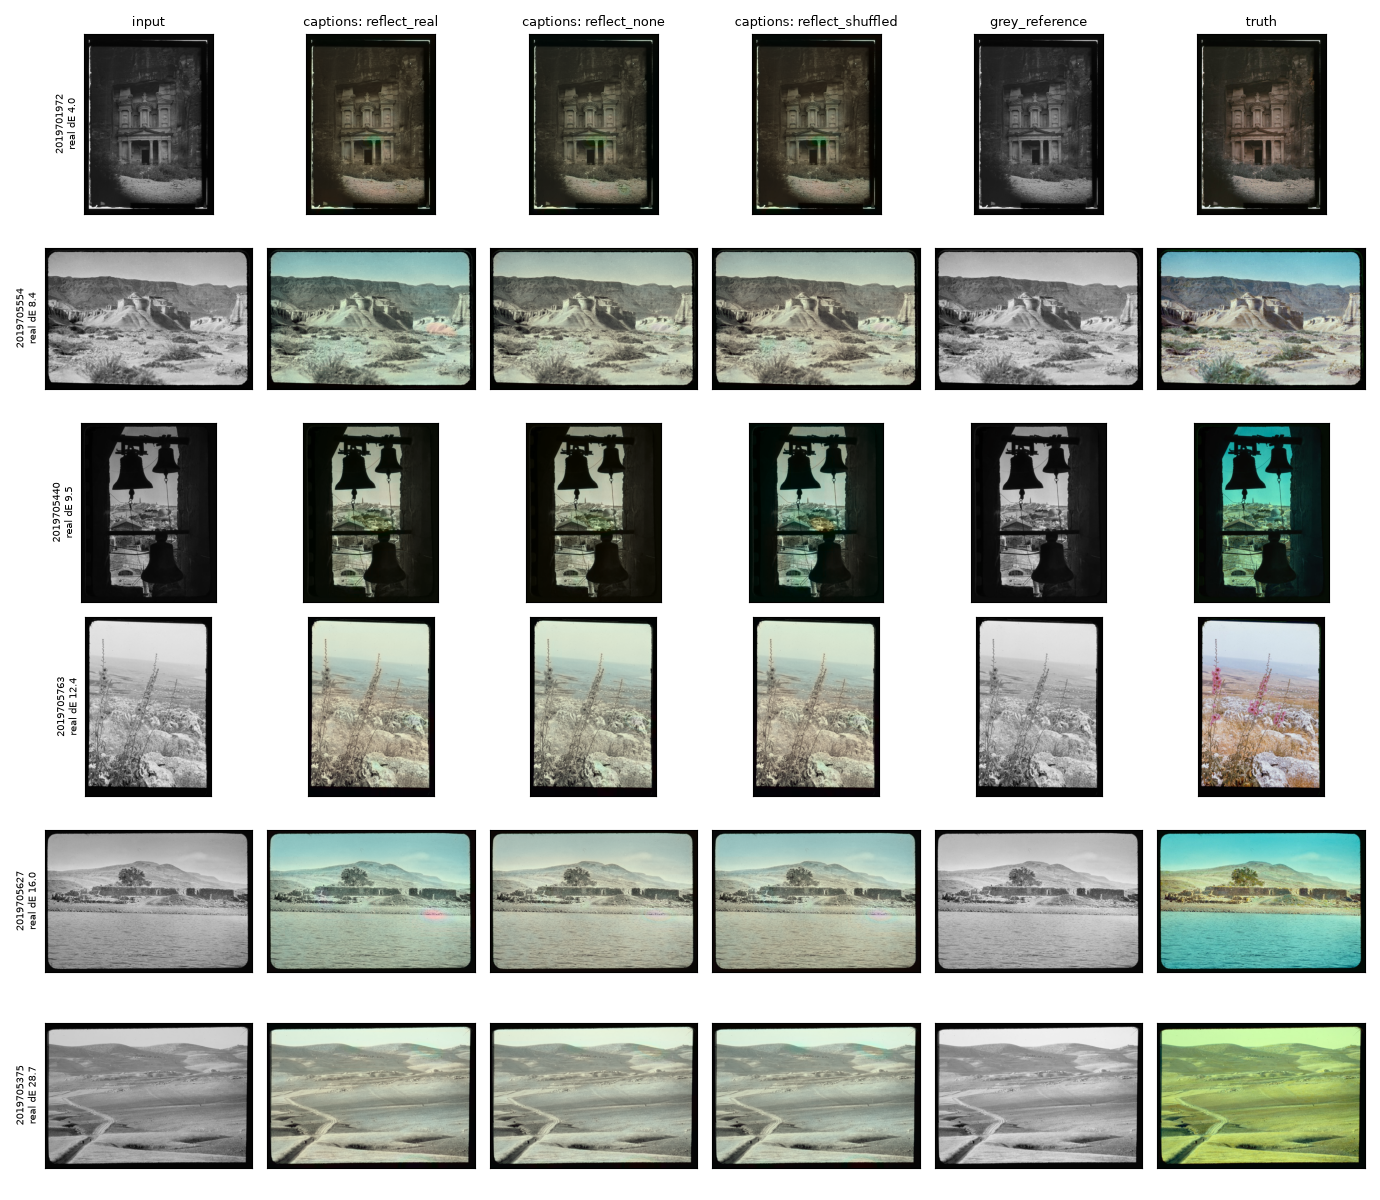 input
captions: reflect_real
captions: reflect_none
captions: reflect_shuffled
grey_reference
truth
2019701972
real dE 4.0
2019705554
real dE 8.4
2019705440
real dE 9.5
2019705763
real dE 12.4
2019705627
real dE 16.0
2019705375
real dE 28.7